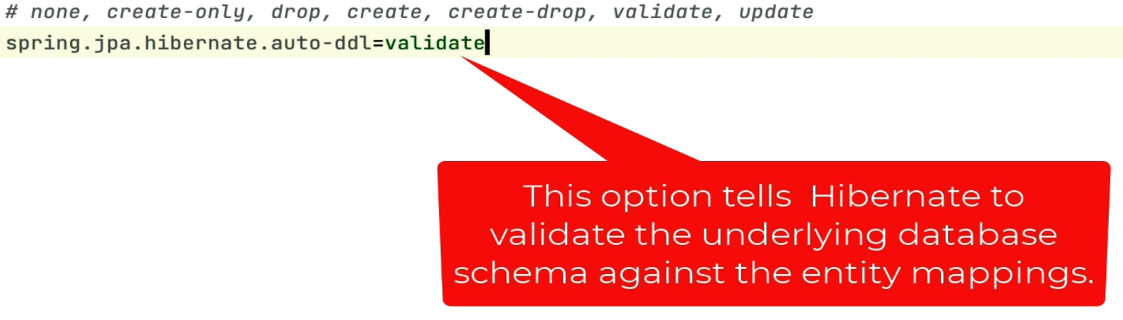 # none, create-only, drop, create, create-drop, validate, update
spring.jpa.hibernate.auto-ddl=validate
This option tells Hibernate to
validate the underlying database
schema against the entity mappings.